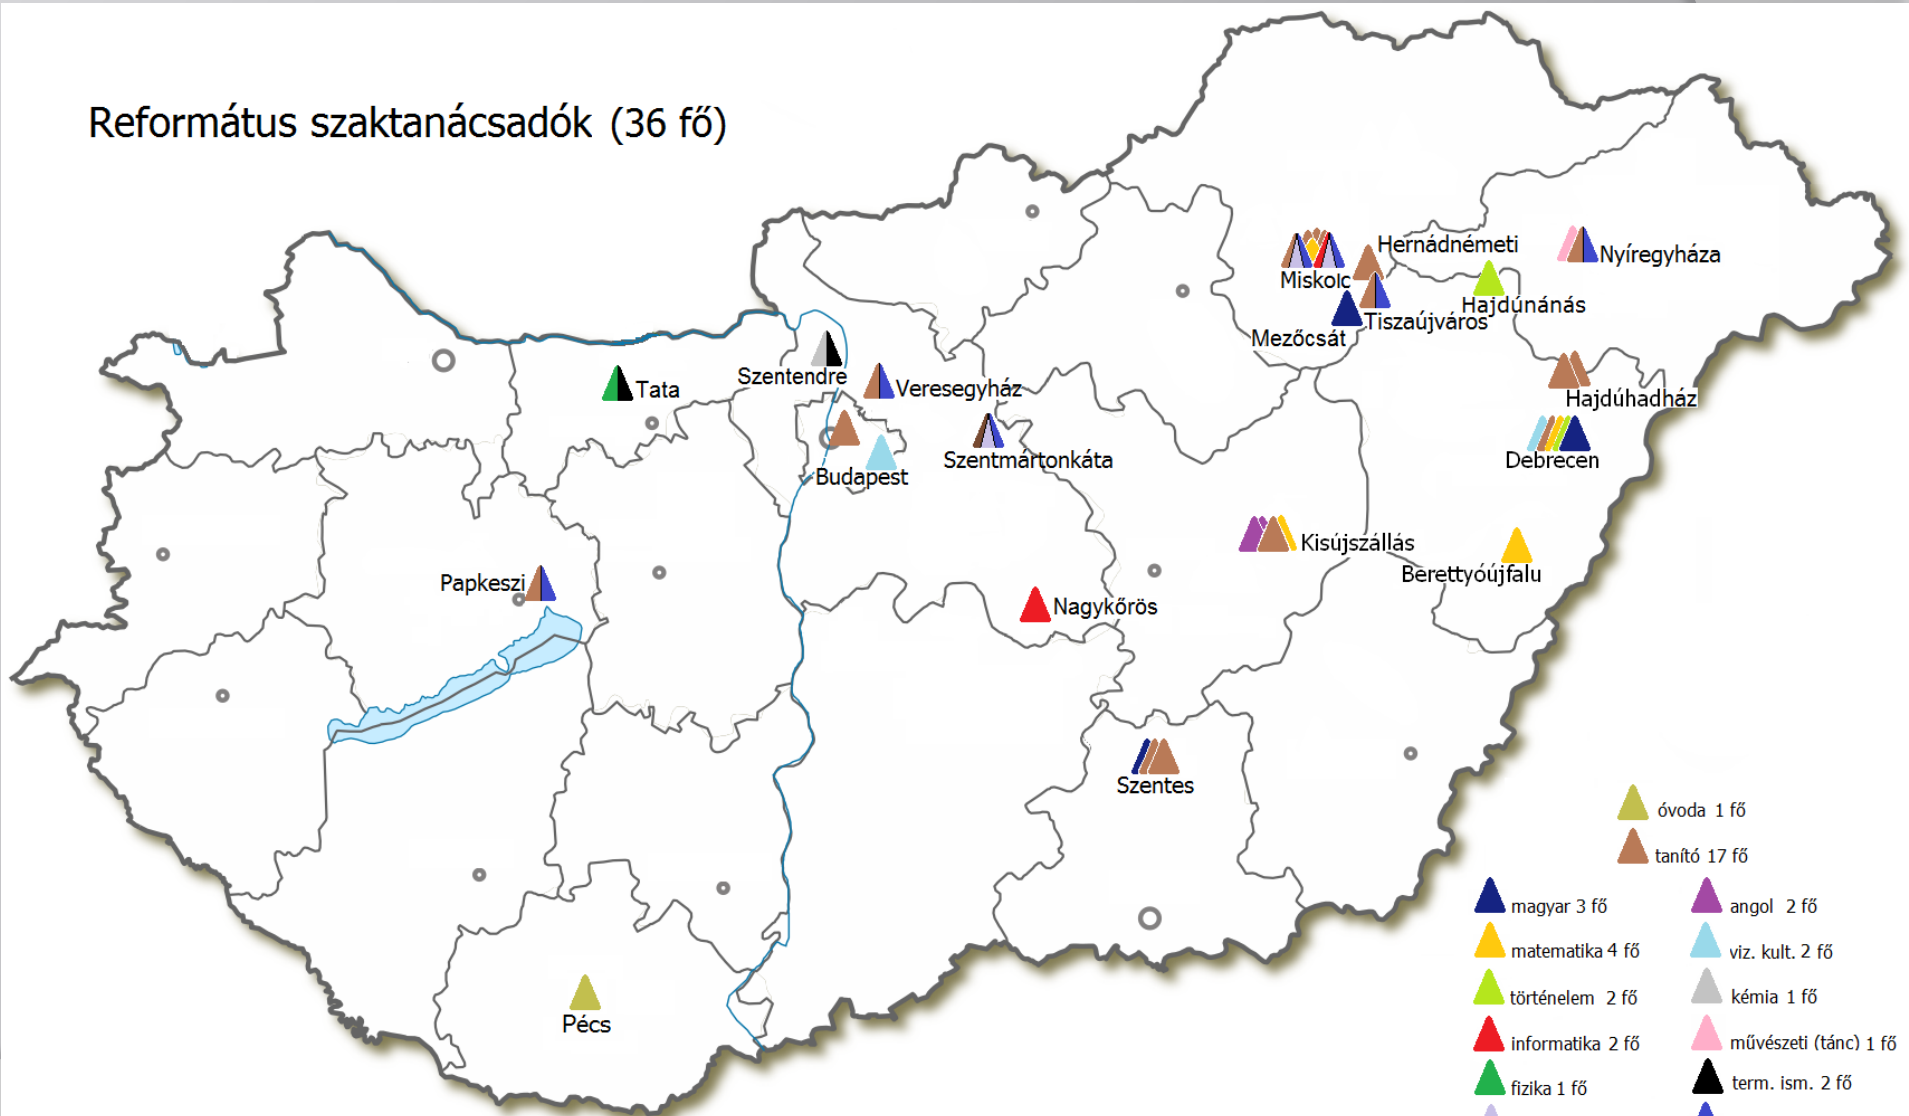 Református szaktanácsadók (36 fő)
Hernádnémeti
Nyíregyháza
Miskolc
Hajdúnánás
Tiszaújváros
Mezőcsát
Szentendre
Tata
Veresegyház
Hajdúhadház
Szentmártonkáta
Debrecen
Budapest
Kisújszállás
Berettyóújfalu
Papkeszi
Nagykőrös
Szentes
Pécs
óvoda 1 fő
tanító 17 fő
magyar 3 fő
angol 2 fő
matematika 4 fő
viz. kult. 2 fő
történelem 2 fő
kémia 1 fő
informatika 2 fő
művészeti (tánc) 1 fő
fizika 1 fő
term. ism. 2 fő